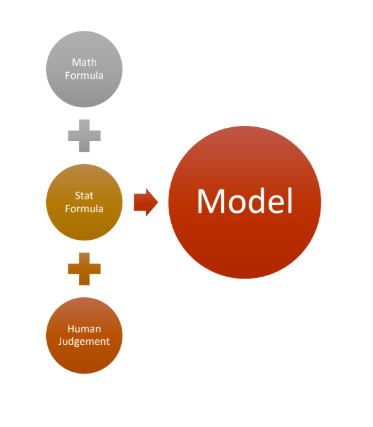 Math
Formula
Stat
Formula
Human
Judgement
Model